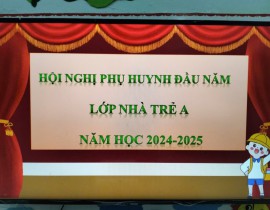 HỘI NGHỊ PHỤ HUYNH ĐẦU NĂM
LỚP NHÀ TRẺ A
NĂM HỌC 2024-2025